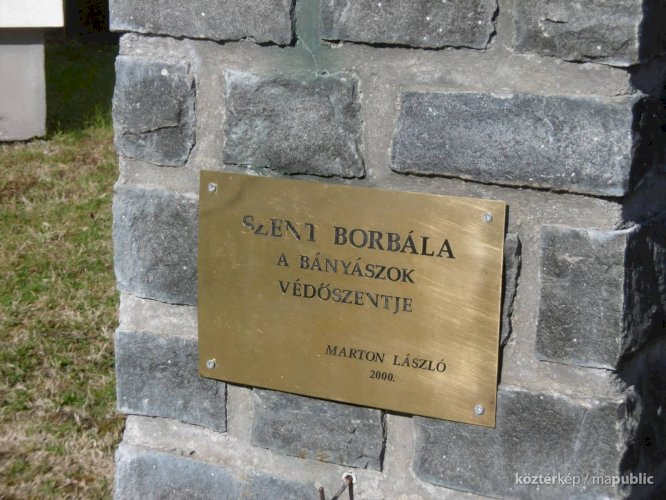 SZENT BORBÁLA
A BÁNYÁSZOK
VÉDŐSZENTJE
MARTON LÁSZLÓ
2000.
köztérkép / mapublic